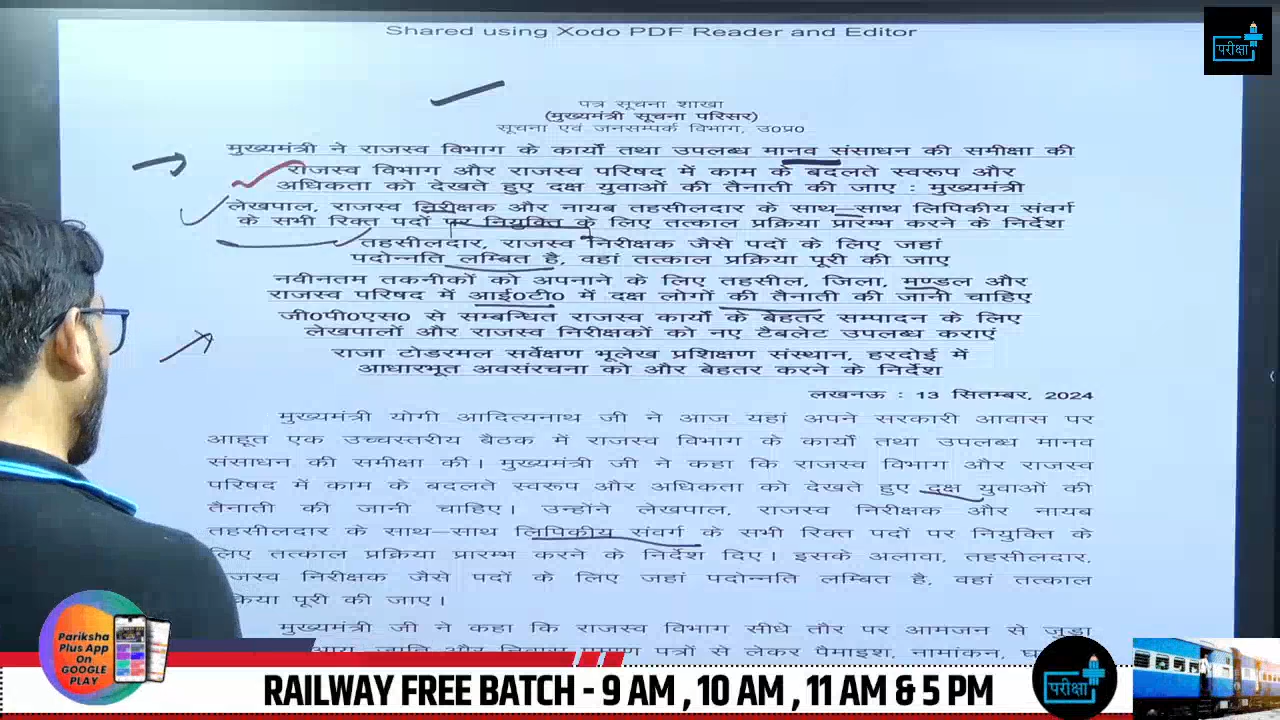 Shared using Xodo PDF Reader and Editor
परीक्षा
पत्र सूचना शाखा
(मुख्यमंत्री सूचना परिसर)
सूचना एवं जनसम्पर्क विभाग, उ०प्र०
मुख्यमंत्री ने राजस्व विभाग के कार्यों तथा उपलब्ध मानव संसाधन की समीक्षा की
राजस्व विभाग और राजस्व परिषद में काम के बदलते स्वरूप और
अधिकता को देखते हुए दक्ष युवाओं की तैनाती की जाए : मुख्यमंत्री
लेखपाल, राजस्व निरीक्षक और नायब तहसीलदार के साथ–साथ लिपिकीय संवर्ग
के सभी रिक्त पदों पर नियुक्ति के लिए तत्काल प्रक्रिया प्रारम्भ करने के निर्देश
तहसीलदार, राजस्व निरीक्षक जैसे पदों के लिए जहां
पदोन्नति लम्बित है, वहां तत्काल प्रक्रिया पूरी की जाए
नवीनतम तकनीकों को अपनाने के लिए तहसील, जिला, मण्डल और
राजस्व परिषद में आई०टी० में दक्ष लोगों की तैनाती की जानी चाहिए
जी०पी०एस० से सम्बन्धित राजस्व कार्यों के बेहतर सम्पादन के लिए
लेखपालों और राजस्व निरीक्षकों को नए टैबलेट उपलब्ध कराएं
राजा टोडरमल सर्वेक्षण भूलेख प्रशिक्षण संस्थान, हरदोई में
आधारभूत अवसंरचना को और बेहतर करने के निर्देश
लखनऊ : 13 सितम्बर, 2024
मुख्यमंत्री योगी आदित्यनाथ जी ने आज यहां अपने सरकारी आवास पर
आहूत एक उच्चस्तरीय बैठक में राजस्व विभाग के कार्यों तथा उपलब्ध मानव
संसाधन की समीक्षा की। मुख्यमंत्री जी ने कहा कि राजस्व विभाग और राजस्व
परिषद में काम के बदलते स्वरूप और अधिकता को देखते हुए दक्ष युवाओं की
तैनाती की जानी चाहिए। उन्होंने लेखपाल, राजस्व निरीक्षक और नायब
तहसीलदार के साथ–साथ लिपिकीय संवर्ग के सभी रिक्त पदों पर नियुक्ति के
लिए तत्काल प्रक्रिया प्रारम्भ करने के निर्देश दिए। इसके अलावा, तहसीलदार,
निरीक्षक जैसे पदों के लिए जहां पदोन्नति लम्बित है, वहां तत्काल
पूरी की जाए।
मुख्यमंत्री जी ने कहा कि राजस्व विभाग सीधे तौर पर आमजन से जुड़ा
पत्रों से लेकर पैमाइश, नामांकन,
Pariksha
Plus App
On
GOOGLE
PLAY
RAILWAY FREE BATCH - 9 AM , 10 AM , 11 AM & 5 PM
परीक्षा